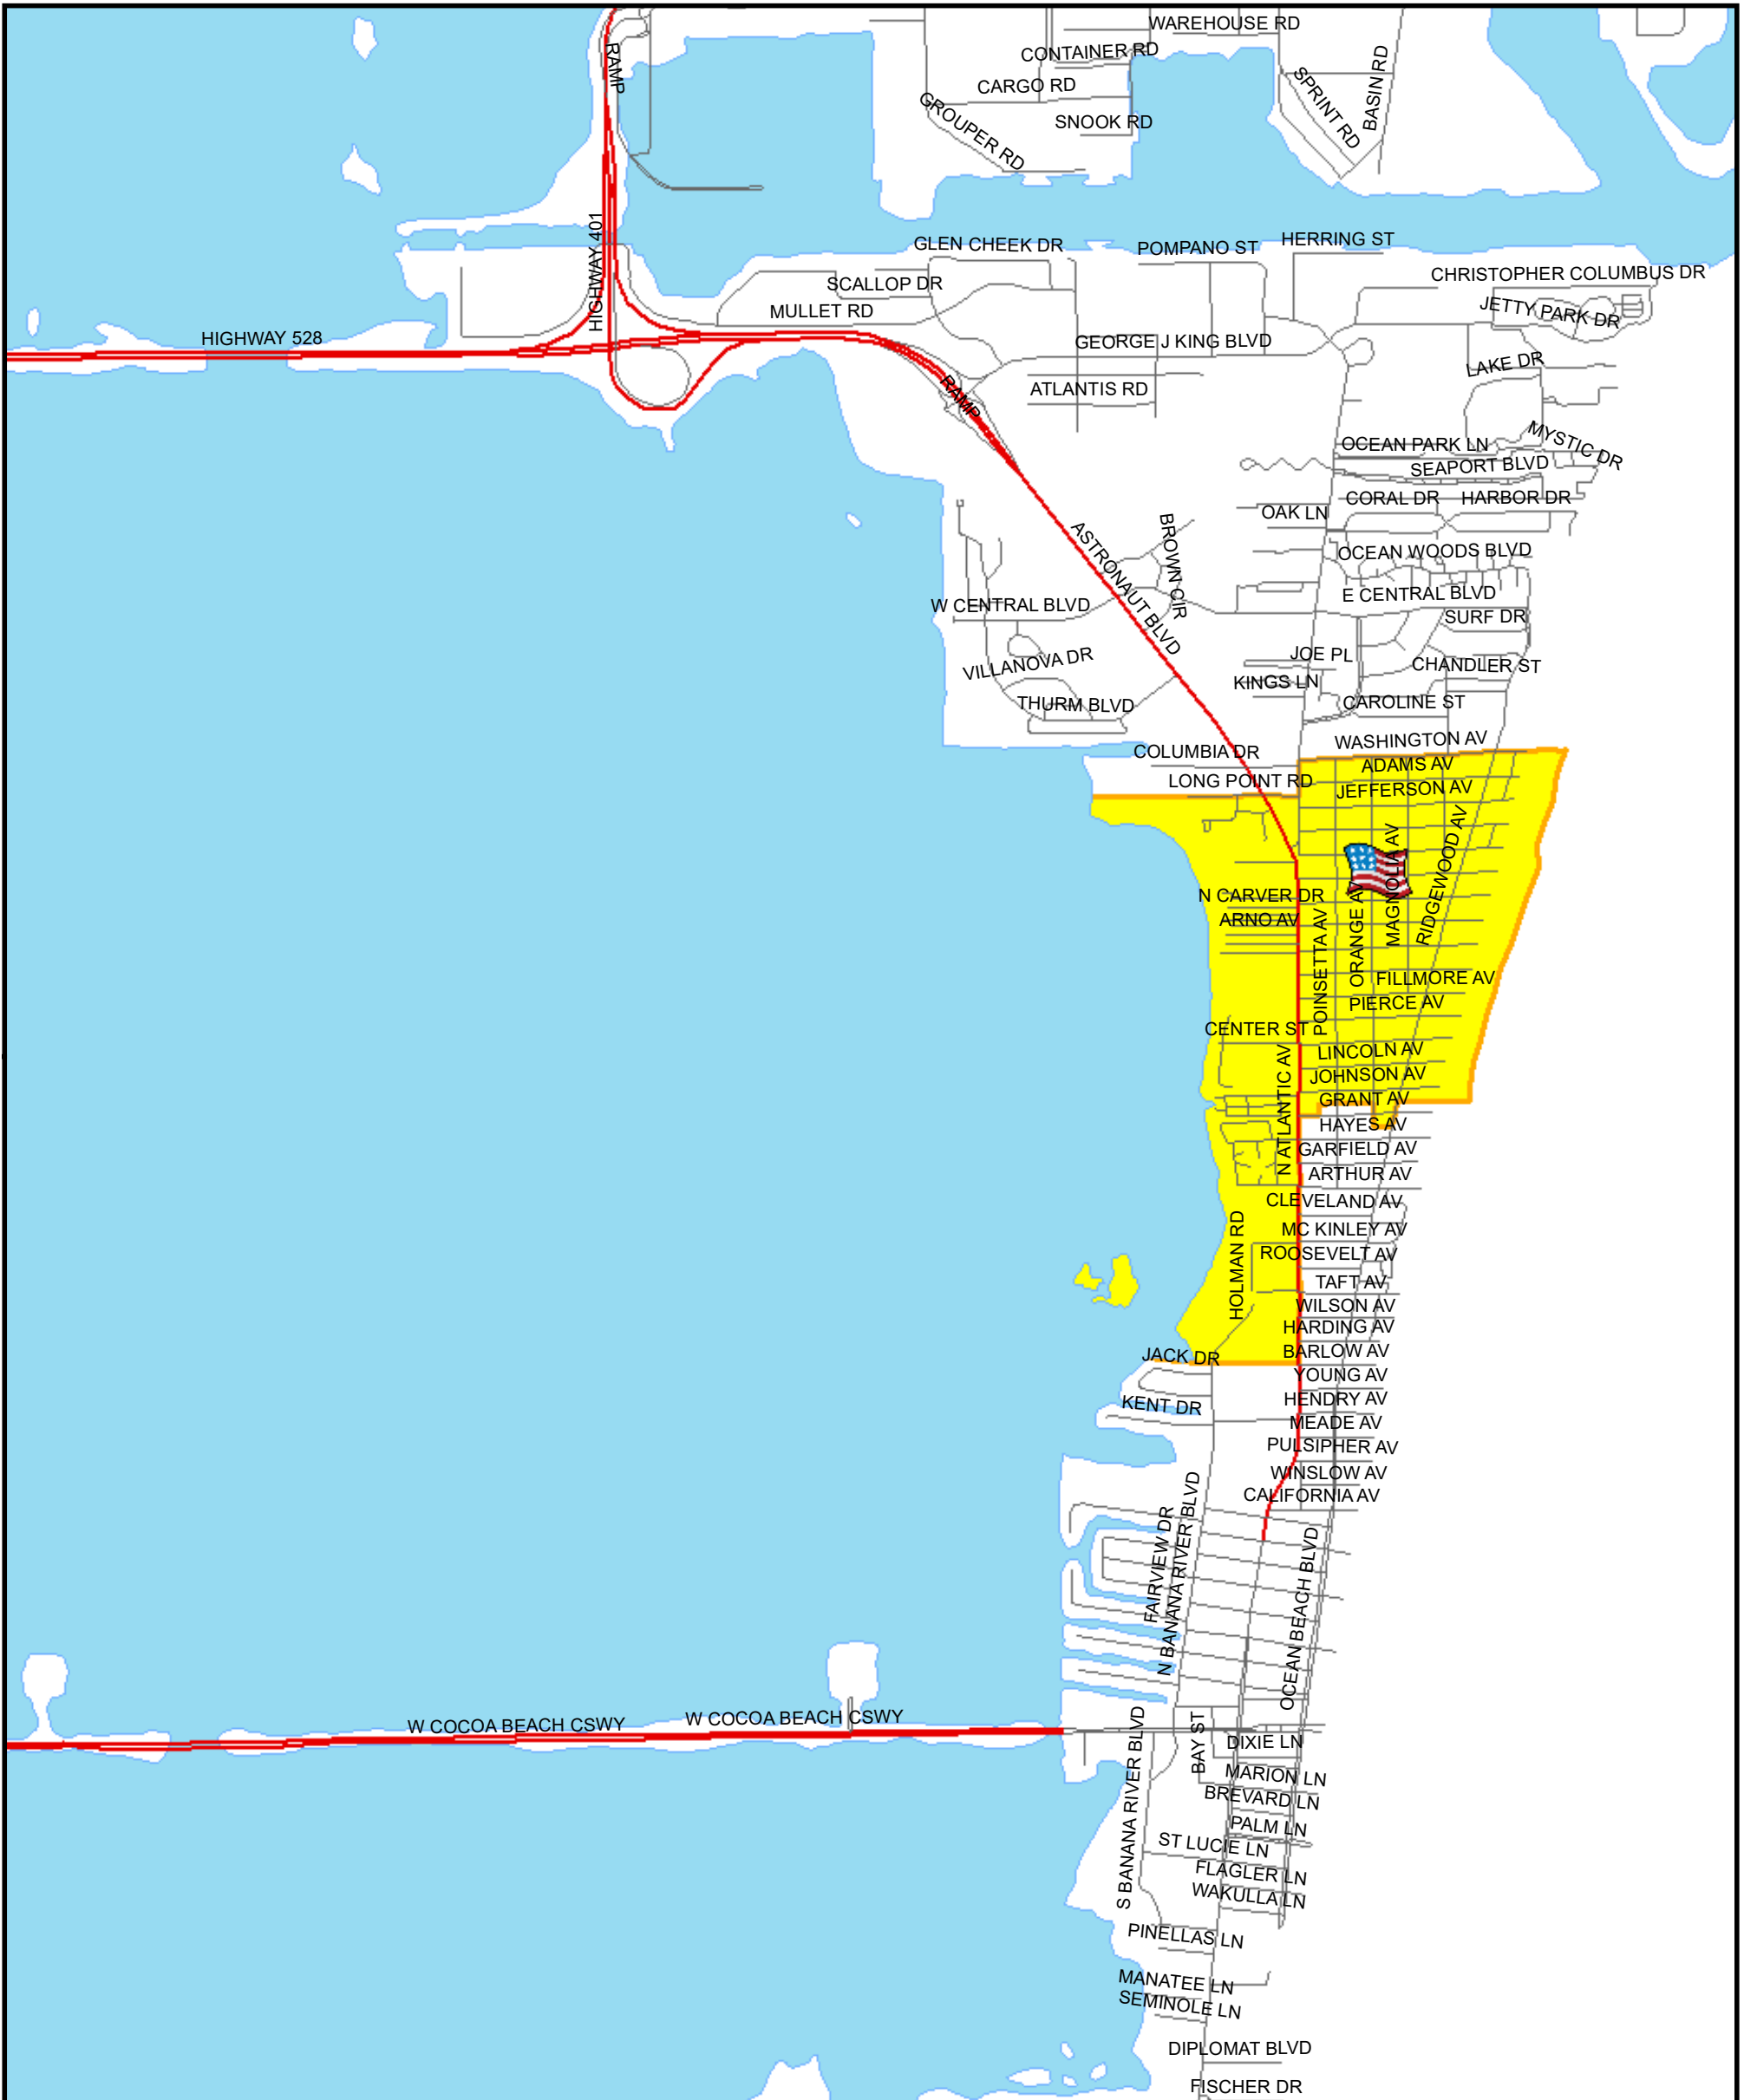 WAREHOUSE RD
CONTAINER RD
CARGO RD
SNOOK RD
GROUPER RD
SPRINT RD
BASIN RD
RAMP
HIGHWAY 401
GLEN CHEEK DR
POMPANO ST
HERRING ST
CHRISTOPHER COLUMBUS DR
SCALLOP DR
MULLET RD
JETTY PARK DR
HIGHWAY 528
GEORGE J KING BLVD
LAKE DR
ATLANTIS RD
RAMP
OCEAN PARK LN
MYSTIC DR
SEAPORT BLVD
CORAL DR
HARBOR DR
OAK LN
ASTRONAUT BLVD
BROWN CIR
OCEAN WOODS BLVD
E CENTRAL BLVD
W CENTRAL BLVD
SURF DR
JOE PL
CHANDLER ST
VILLANOVA DR
KINGS LN
THURM BLVD
CAROLINE ST
WASHINGTON AV
COLUMBIA DR
ADAMS AV
LONG POINT RD
JEFFERSON AV
N CARVER DR
ARNO AV
POINSETTA AV
ORANGE AV
MAGNOLIA AV
RIDGEWOOD AV
FILLMORE AV
PIERCE AV
CENTER ST
LINCOLN AV
JOHNSON AV
N ATLANTIC AV
GRANT AV
HAYES AV
GARFIELD AV
ARTHUR AV
CLEVELAND AV
MC KINLEY AV
HOLMAN RD
ROOSEVELT AV
TAFT AV
WILSON AV
HARDING AV
BARLOW AV
JACK DR
YOUNG AV
HENDRY AV
KENT DR
MEADE AV
PULSIPHER AV
WINSLOW AV
CALIFORNIA AV
FAIRVIEW DR
N BANANA RIVER BLVD
OCEAN BEACH BLVD
W COCOA BEACH CSWY
W COCOA BEACH CSWY
S BANANA RIVER BLVD
BAY ST
DIXIE LN
MARION LN
BREVARD LN
PALM LN
ST LUCIE LN
FLAGLER LN
WAKULLA LN
PINELLAS LN
MANATEE LN
SEMINOLE LN
DIPLOMAT BLVD
FISCHER DR